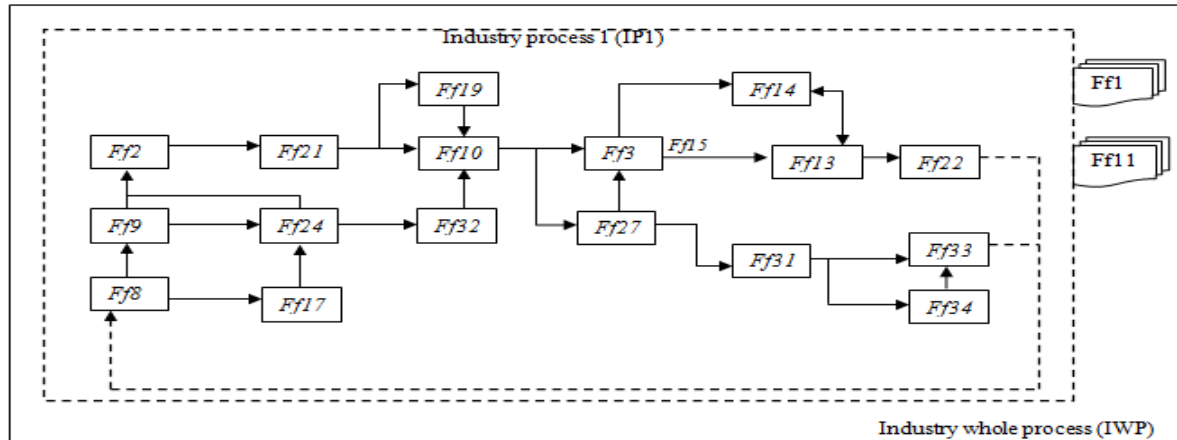 Industry process 1 (IP1)
Ff1
Ff19
Ff14
Ff2
Ff21
Ff10
Ff3
Ff15
Ff13
Ff22
Ff11
Ff9
Ff24
Ff32
Ff27
Ff31
Ff33
Ff8
Ff17
Ff34
Industry whole process (IWP)